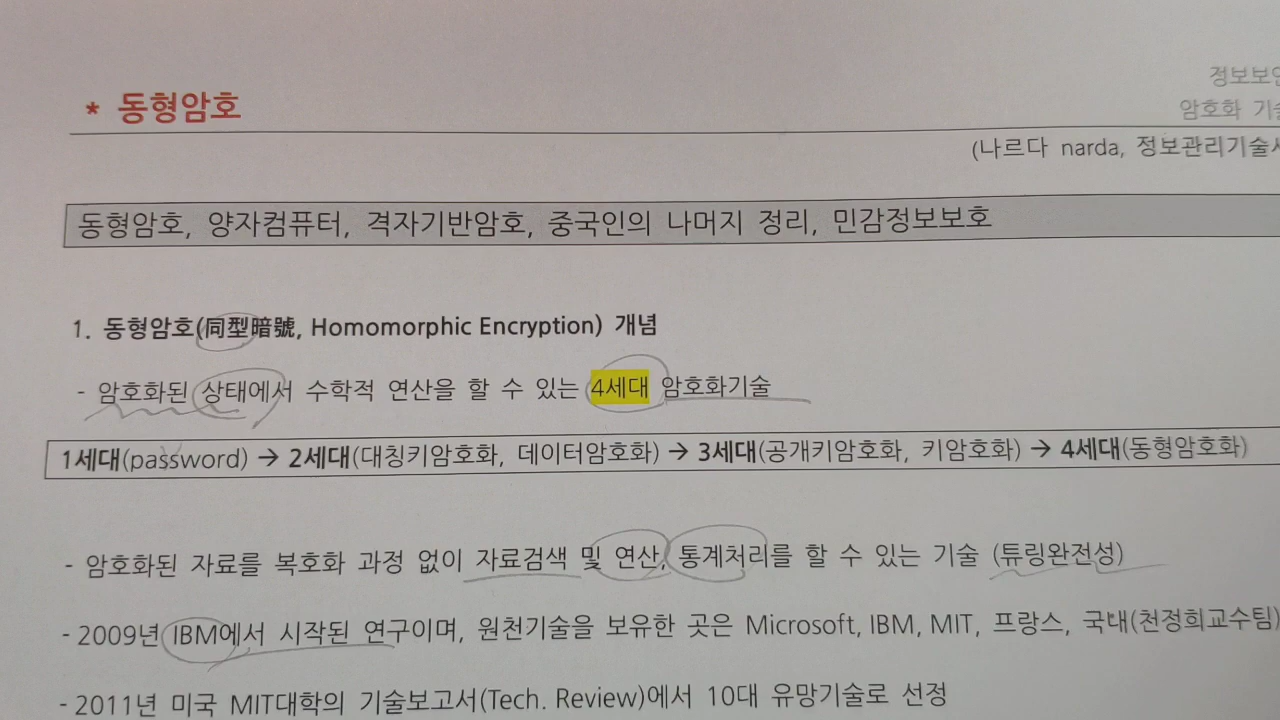 정보보안
암호화 기술
* 동형암호
(나르다 narda, 정보관리기술사
동형암호, 양자컴퓨터, 격자기반암호, 중국인의 나머지 정리, 민감정보보호
1. 동형암호(同型暗號, Homomorphic Encryption) 개념
- 암호화된 상태에서 수학적 연산을 할 수 있는 4세대 암호화기술
1세대(password) → 2세대(대칭키암호화, 데이터암호화) → 3세대(공개키암호화, 키암호화) → 4세대(동형암호화)
- 암호화된 자료를 복호화 과정 없이 자료검색 및 연산, 통계처리를 할 수 있는 기술 (튜링완전성)
- 2009년 IBM에서 시작된 연구이며, 원천기술을 보유한 곳은 Microsoft, IBM, MIT, 프랑스, 국내(천정희교수팀)
- 2011년 미국 MIT대학의 기술보고서(Tech. Review)에서 10대 유망기술로 선정